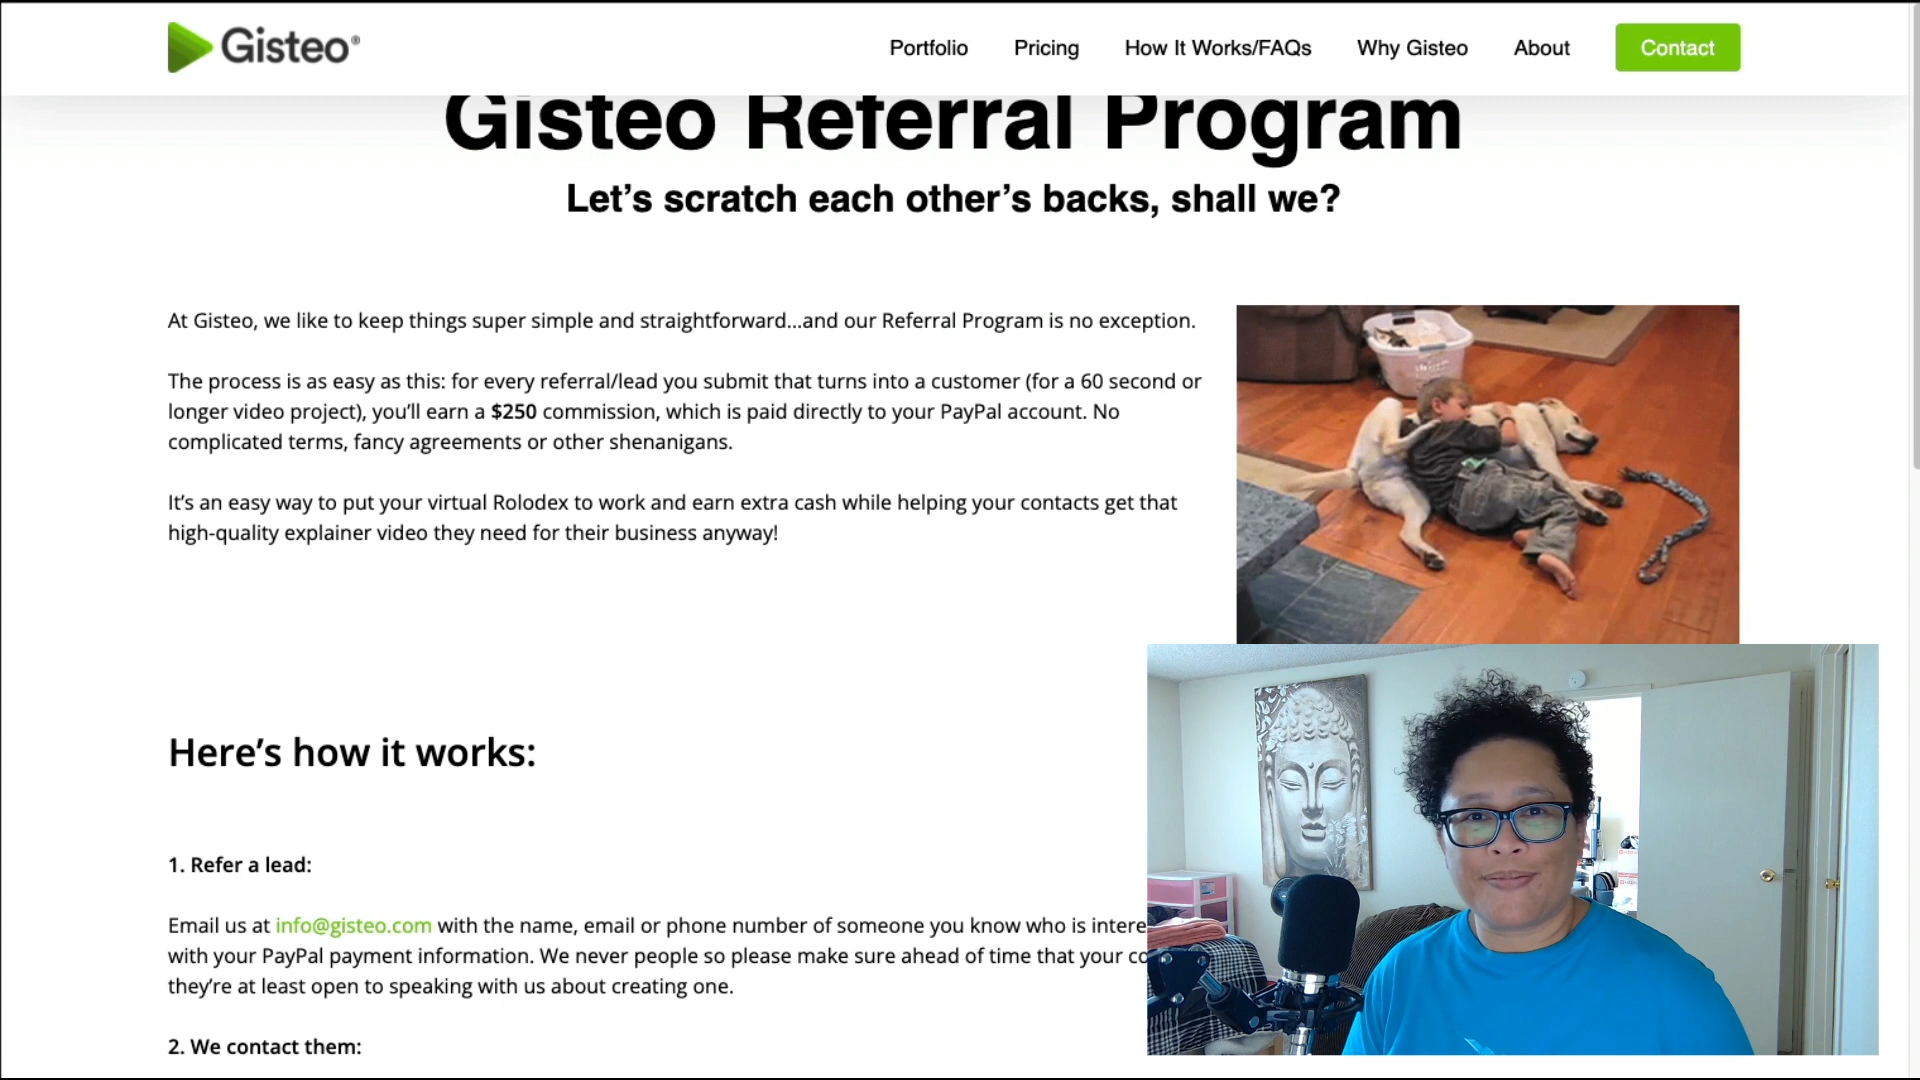 Gisteo®
Portfolio
Pricing
How It Works/FAQs
Why Gisteo
About
Contact
Gisteo Referral Program
Let’s scratch each other’s backs, shall we?
At Gisteo, we like to keep things super simple and straightforward...and our Referral Program is no exception.
The process is as easy as this: for every referral/lead you submit that turns into a customer (for a 60 second or
longer video project), you’ll earn a $250 commission, which is paid directly to your PayPal account. No
complicated terms, fancy agreements or other shenanigans.
It’s an easy way to put your virtual Rolodex to work and earn extra cash while helping your contacts get that
high-quality explainer video they need for their business anyway!
Here’s how it works:
1. Refer a lead:
Email us at info@gisteo.com with the name, email or phone number of someone you know who is intere
with your PayPal payment information. We never people so please make sure ahead of time that your co
they’re at least open to speaking with us about creating one.
2. We contact them: